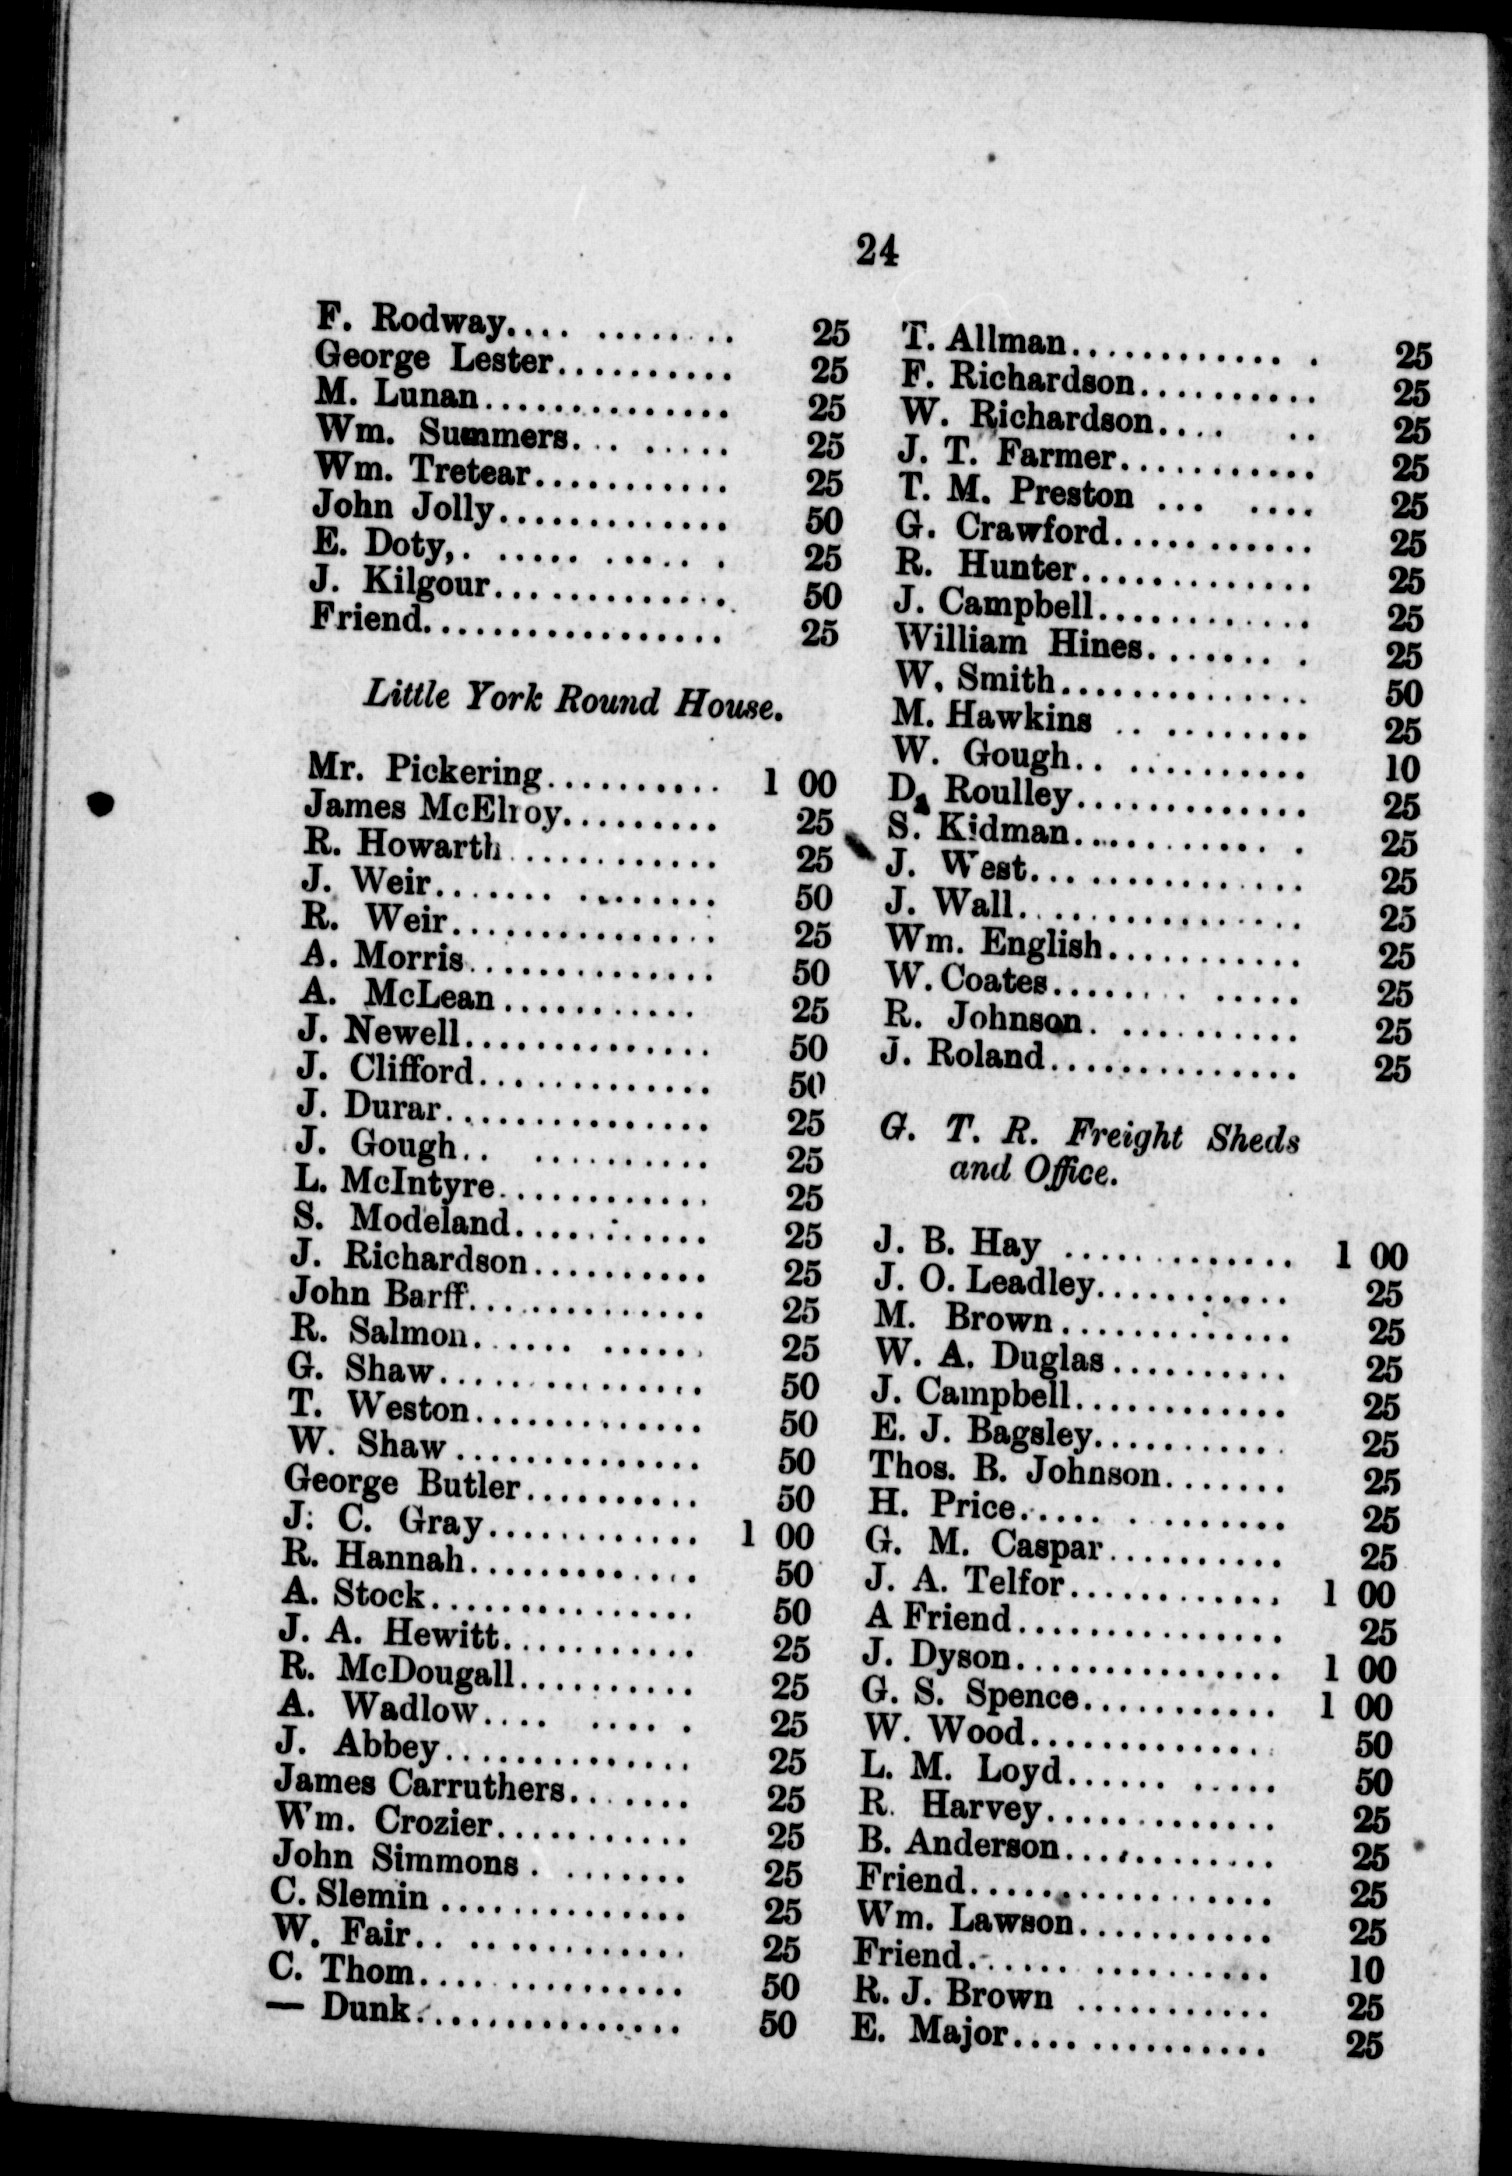 24
F. Rodway.... ......... 25
George Lester.......... 25
M. Lunan.............. 25
Wm. Summers... ..... 25
Wm. Tretear........... 25
John Jolly............. 50
E. Doty,. ..... ..... . 25
J. Kilgour............. 50
Friend................. 25
Little York Round House.
Mr. Pickering.......... 1 00
James McElroy......... 25
R. Howarth............ 25
J. Weir....... ........ 50
R. Weir............... 25
A. Morris.............. 50
A. McLean........... 25
J. Newell.............. 50
J. Clifford............. 50
J. Durar............... 25
J. Gough.. .......... 25
L. McIntyre............ 25
S. Modeland........... 25
J. Richardson.......... 25
John Barff............. 25
R. Salmon...... ...... 25
G. Shaw............... 50
T. Weston............. 50
W. Shaw.............. 50
George Butler.......... 50
J. C. Gray............ 1 00
R. Hannah............. 50
A. Stock............... 50
J. A. Hewitt........... 25
R. McDougall.......... 25
A. Wadlow.... ..... . 25
J. Abbey.............. 25
James Carruthers....... 25
Wm. Crozier........... 25
John Simmons . ....... 25
C. Slemin .............. 25
W. Fair.. ............ 25
C. Thom............... 50
— Dunk............... 50
T. Allman............ . 25
F. Richardson.......... 25
W. Richardson.... .. 25
J. T. Farmer........... 25
T. M. Preston ... .... 25
G. Crawford........... 25
R. Hunter............. 25
J. Campbell............ 25
William Hines....... . 25
W. Smith.............. 50
M. Hawkins .. ........ 25
W. Gough.. .......... 10
D. Roulley............. 25
S. Kidman........... . 25
J. West............... 25
J. Wall................ 25
Wm. English........... 25
W. Coates....... ..... 25
R. Johnson. .......... 25
J. Roland.............. 25
G. T. R. Freight Sheds
and Office.
J. B. Hay ............. 1 00
J. O. Leadley........... 25
M. Brown............. 25
W. A. Duglas.......... 25
J. Campbell............ 25
E. J. Bagsley........... 25
Thos. B. Johnson....... 25
H. Price..... ........ 25
G. M. Caspar.......... 25
J. A. Telfor............ 1 00
A Friend............... 25
J. Dyson............... 1 00
G. S. Spence........... 1 00
W. Wood.............. 50
L. M. Loyd...... ..... 50
R. Harvey............. 25
B. Anderson............ 25
Friend................. 25
Wm. Lawson........... 25
Friend...... .......... 10
R. J. Brown ........... 25
E. Major.............. 25